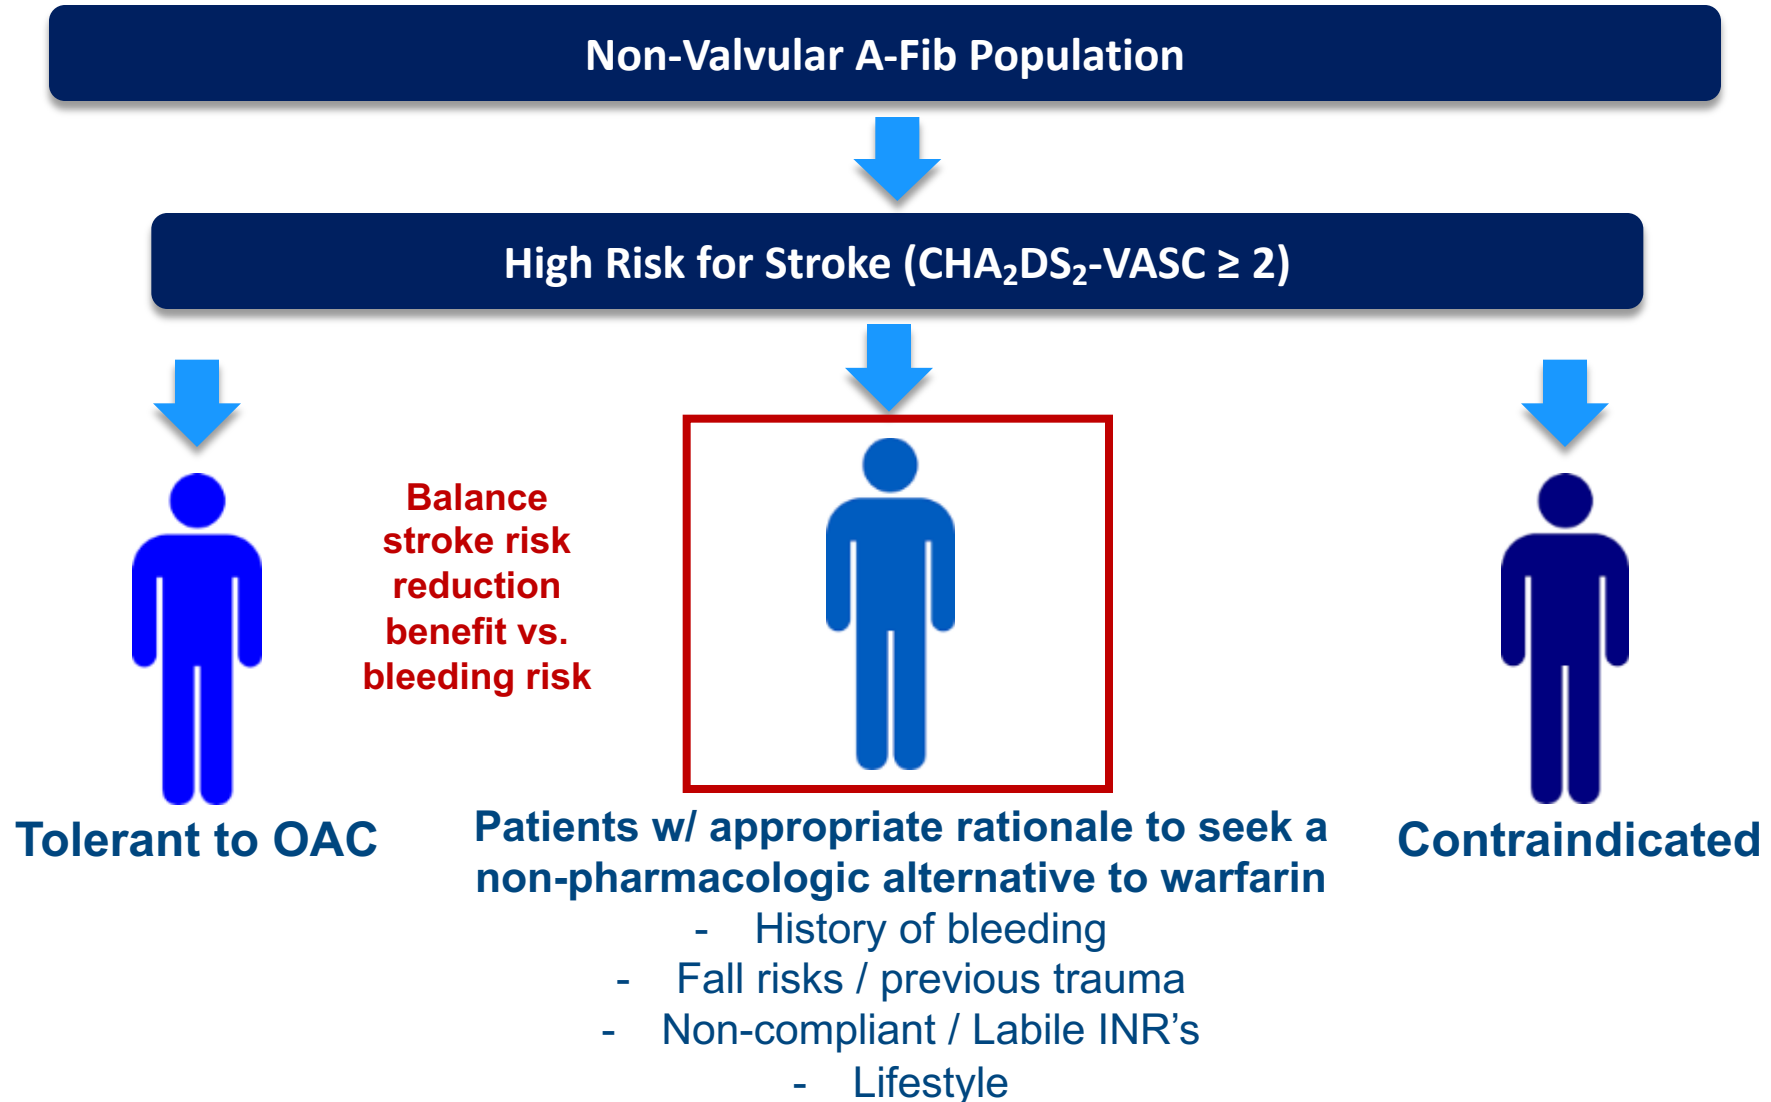 Non-Valvular A-Fib Population
High Risk for Stroke (CHA₂DS₂-VASC ≥ 2)
Balance
stroke risk
reduction
benefit vs.
bleeding risk
Tolerant to OAC
Patients w/ appropriate rationale to seek a
non-pharmacologic alternative to warfarin
- History of bleeding
- Fall risks / previous trauma
- Non-compliant / Labile INR’s
- Lifestyle
Contraindicated